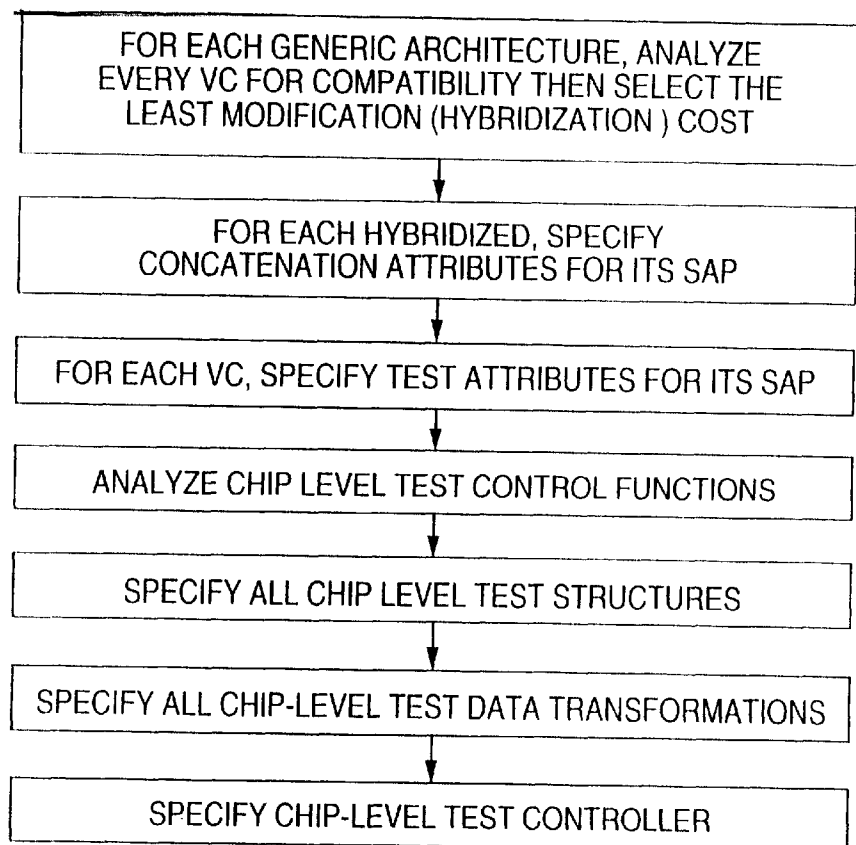 FOR EACH GENERIC ARCHITECTURE, ANALYZE
EVERY VC FOR COMPATIBILITY THEN SELECT THE
LEAST MODIFICATION (HYBRIDIZATION ) COST
FOR EACH HYBRIDIZED, SPECIFY
CONCATENATION ATTRIBUTES FOR ITS SAP
FOR EACH VC, SPECIFY TEST ATTRIBUTES FOR ITS SAP
ANALYZE CHIP LEVEL TEST CONTROL FUNCTIONS
SPECIFY ALL CHIP LEVEL TEST STRUCTURES
SPECIFY ALL CHIP-LEVEL TEST DATA TRANSFORMATIONS
SPECIFY CHIP-LEVEL TEST CONTROLLER